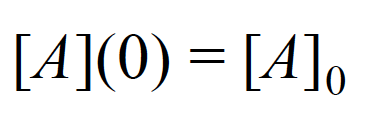 [A](0) = [A]₀